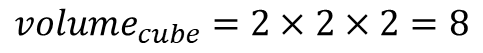 volume_cube = 2 × 2 × 2 = 8